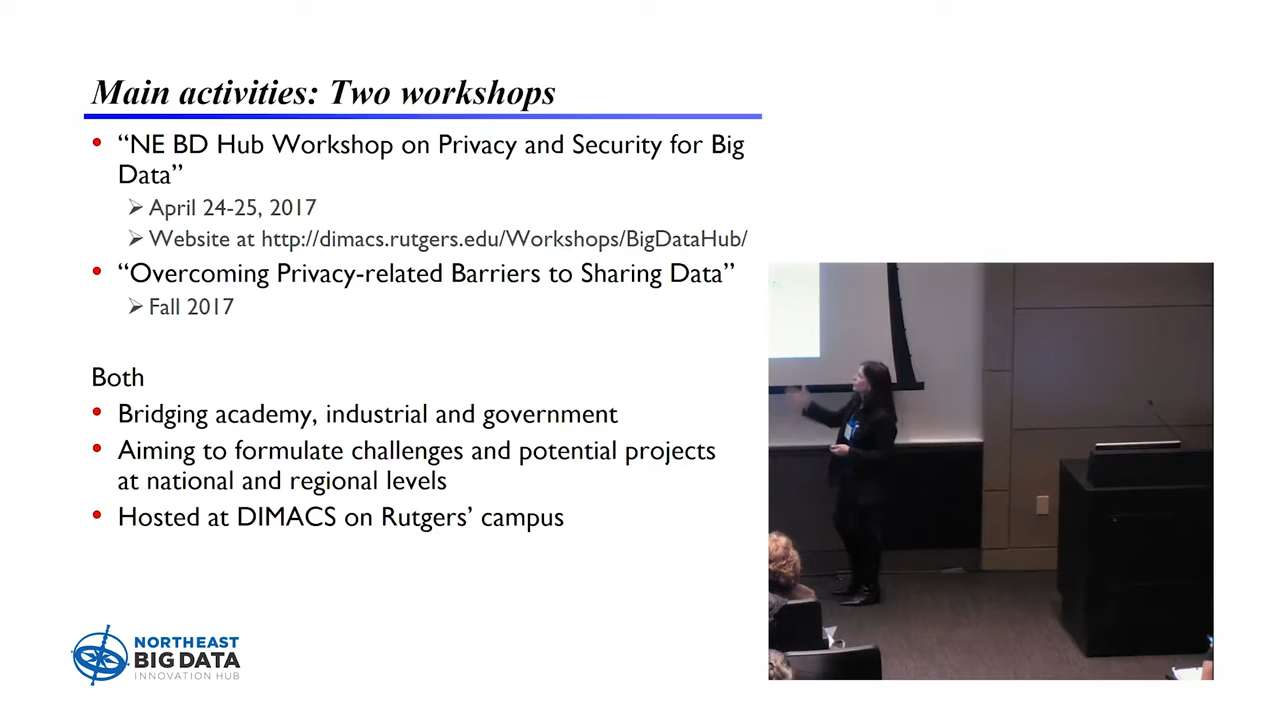 Main activities: Two workshops
• “NE BD Hub Workshop on Privacy and Security for Big
Data”
➢ April 24-25, 2017
➢ Website at http://dimacs.rutgers.edu/Workshops/BigDataHub/
• “Overcoming Privacy-related Barriers to Sharing Data”
➢ Fall 2017
Both
• Bridging academy, industrial and government
• Aiming to formulate challenges and potential projects
at national and regional levels
• Hosted at DIMACS on Rutgers’ campus
NORTHEAST
BIG DATA
INNOVATION HUB